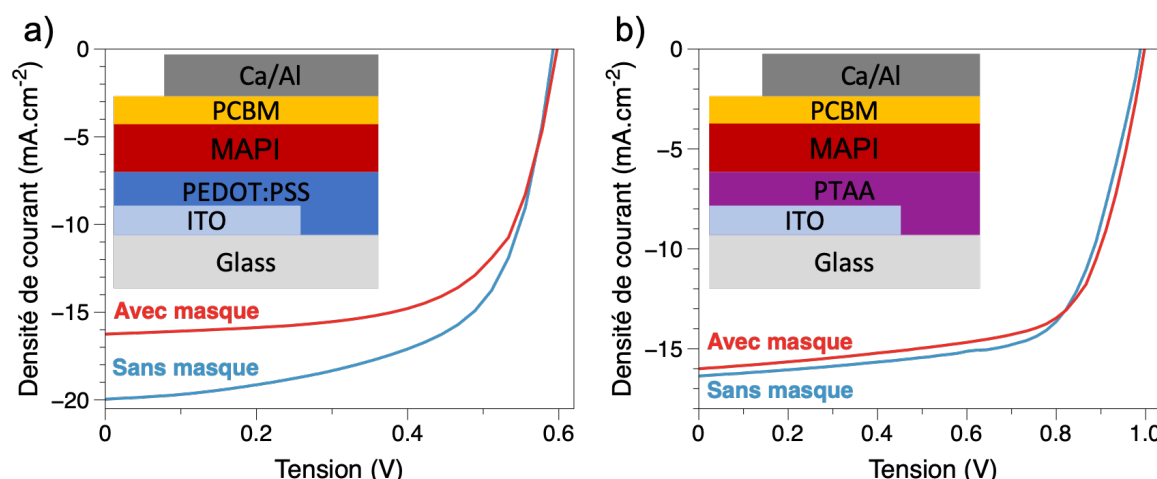 a)
0
−5
−10
−15
−20
Densité de courant (mA.cm-2)
Ca/Al
PCBM
MAPI
PEDOT:PSS
ITO
Glass
Avec masque
Sans masque
0
0.2
0.4
0.6
Tension (V)
b)
0
−5
−10
−15
Densité de courant (mA.cm-2)
Ca/Al
PCBM
MAPI
PTAA
ITO
Glass
Avec masque
Sans masque
0
0.2
0.4
0.6
0.8
1.0
Tension (V)